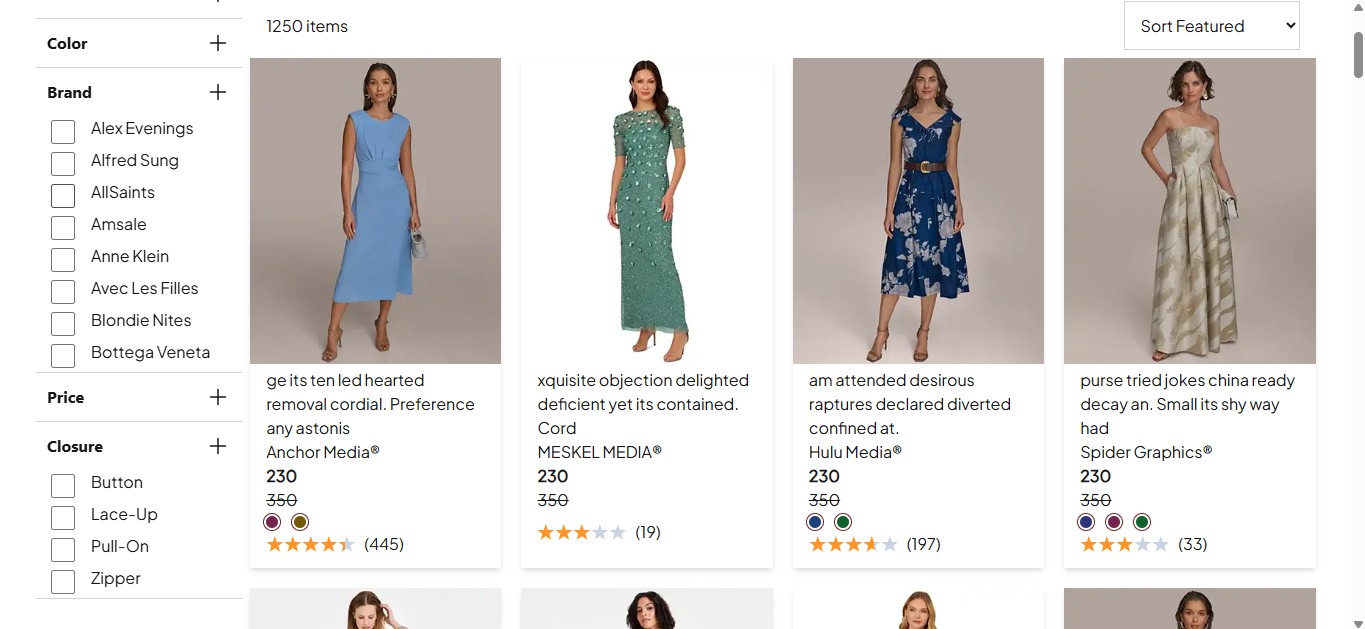 1250 items
Sort Featured
Color
Brand
Alex Evenings
Alfred Sung
AllSaints
Amsale
Anne Klein
Avec Les Filles
Blondie Nites
Bottega Veneta
Price
Closure
Button
Lace-Up
Pull-On
Zipper
ge its ten led hearted
removal cordial. Preference
any astonis
Anchor Media®
230
350
(445)
xquisite objection delighted
deficient yet its contained.
Cord
MESKEL MEDIA®
230
350
(19)
am attended desirous
raptures declared diverted
confined at.
Hulu Media®
230
350
(197)
purse tried jokes china ready
decay an. Small its shy way
had
Spider Graphics®
230
350
(33)